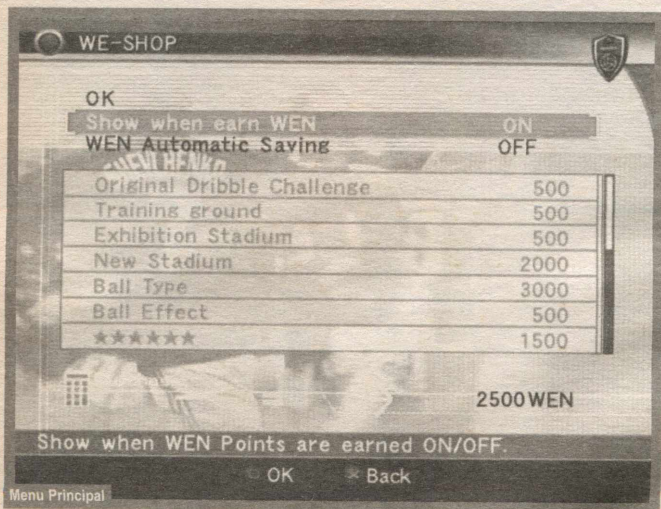 WE-SHOP
OK
Show when earn WEN ON
WEN Automatic Saving OFF
Original Dribble Challenge 500
Training ground 500
Exhibition Stadium 500
New Stadium 2000
Ball Type 3000
Ball Effect 500
★★★★★★ 1500
2500WEN
Show when WEN Points are earned ON/OFF.
OK × Back
Menu Principal